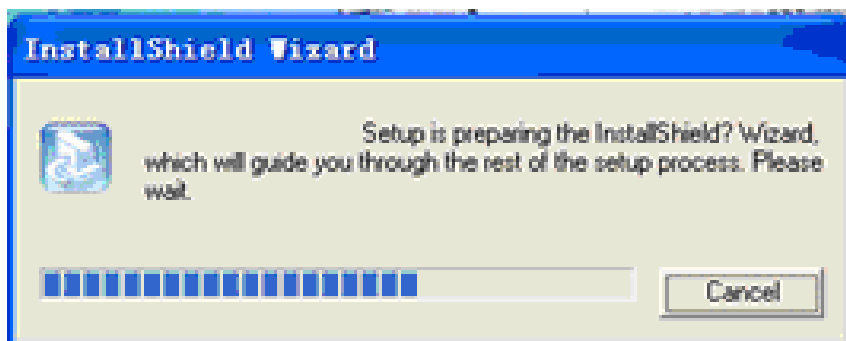 InstallShield Wizard
Setup is preparing the InstallShield? Wizard,
which will guide you through the rest of the setup process. Please
wait.
Cancel